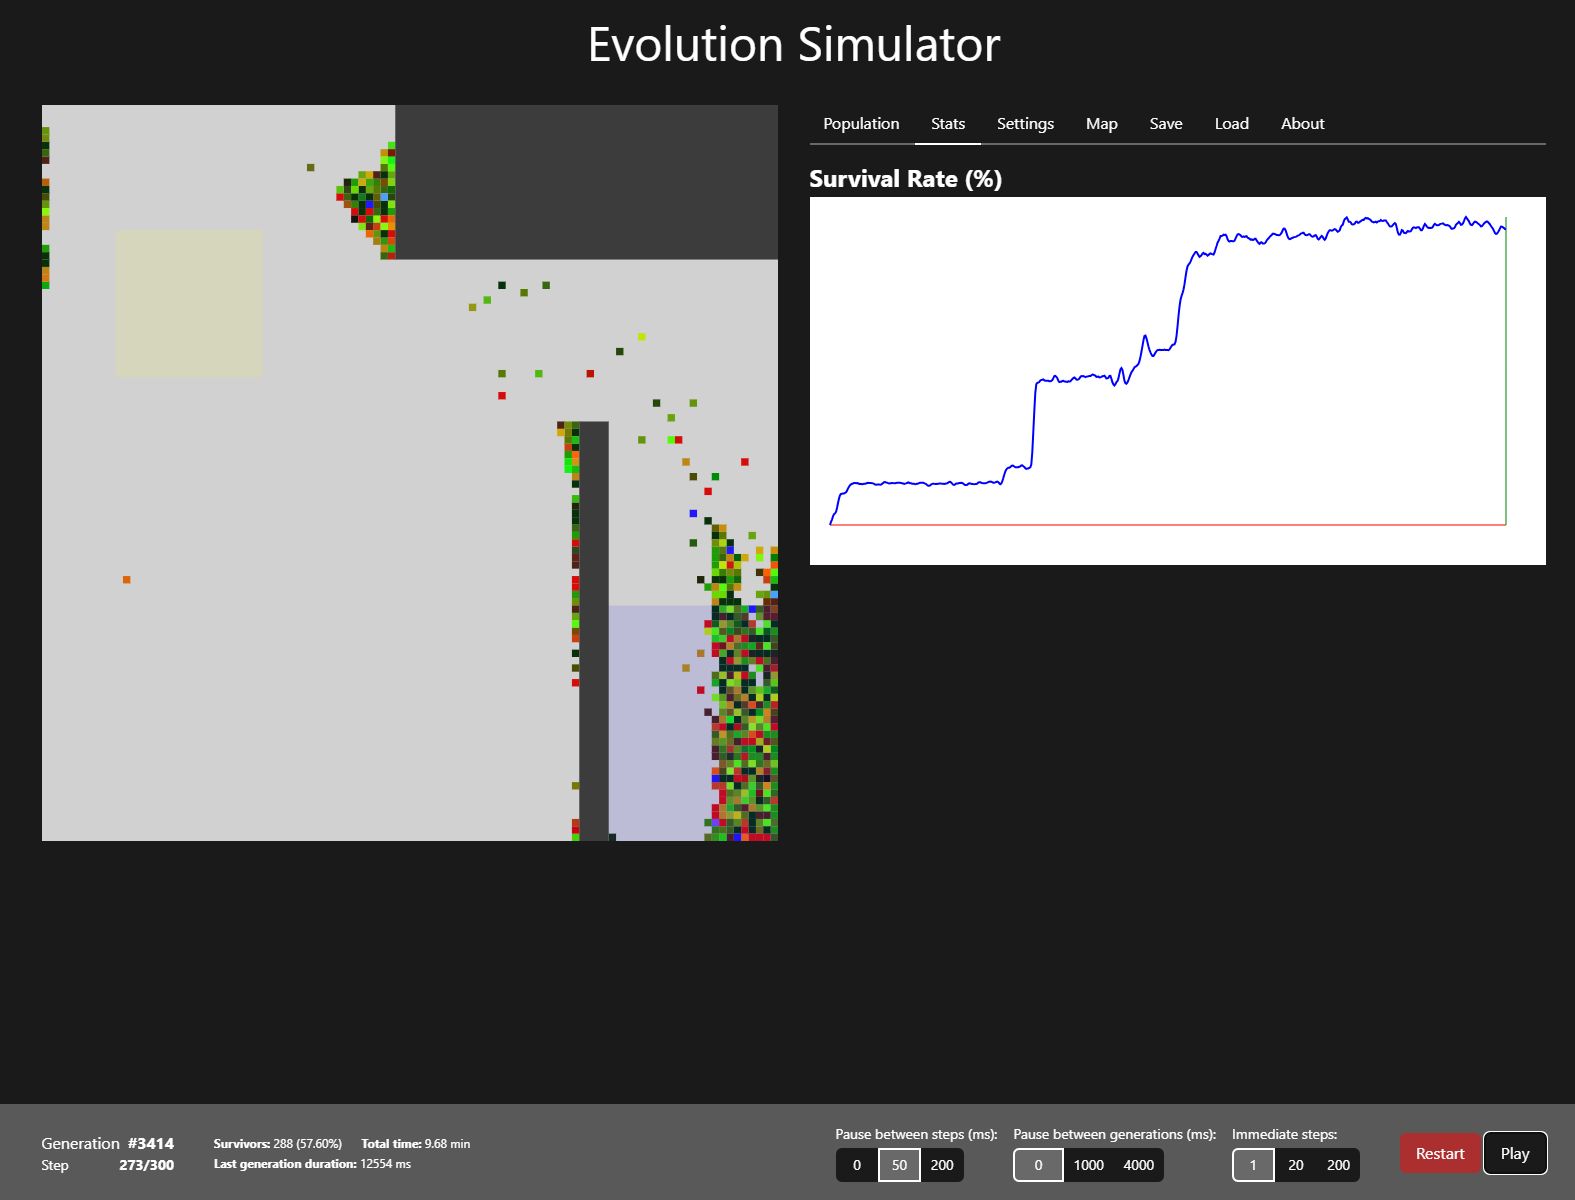 Evolution Simulator
Population Stats Settings Map Save Load About
Survival Rate (%)
Generation #3414
Step 273/300
Survivors: 288 (57.60%) Total time: 9.68 min
Last generation duration: 12554 ms
Pause between steps (ms):
0 50 200
Pause between generations (ms):
0 1000 4000
Immediate steps:
1 20 200
Restart
Play